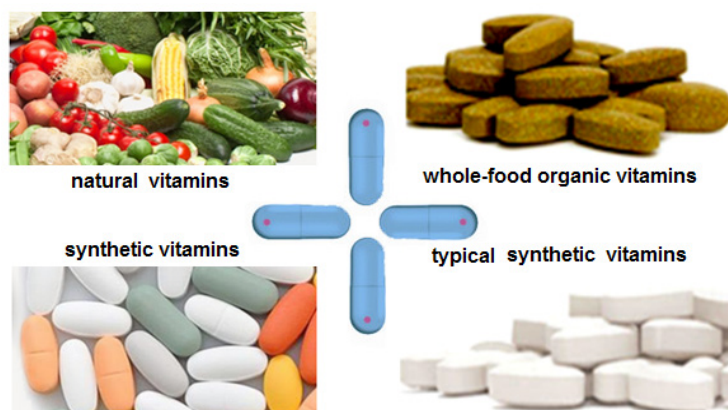 natural vitamins
whole-food organic vitamins
synthetic vitamins
typical synthetic vitamins